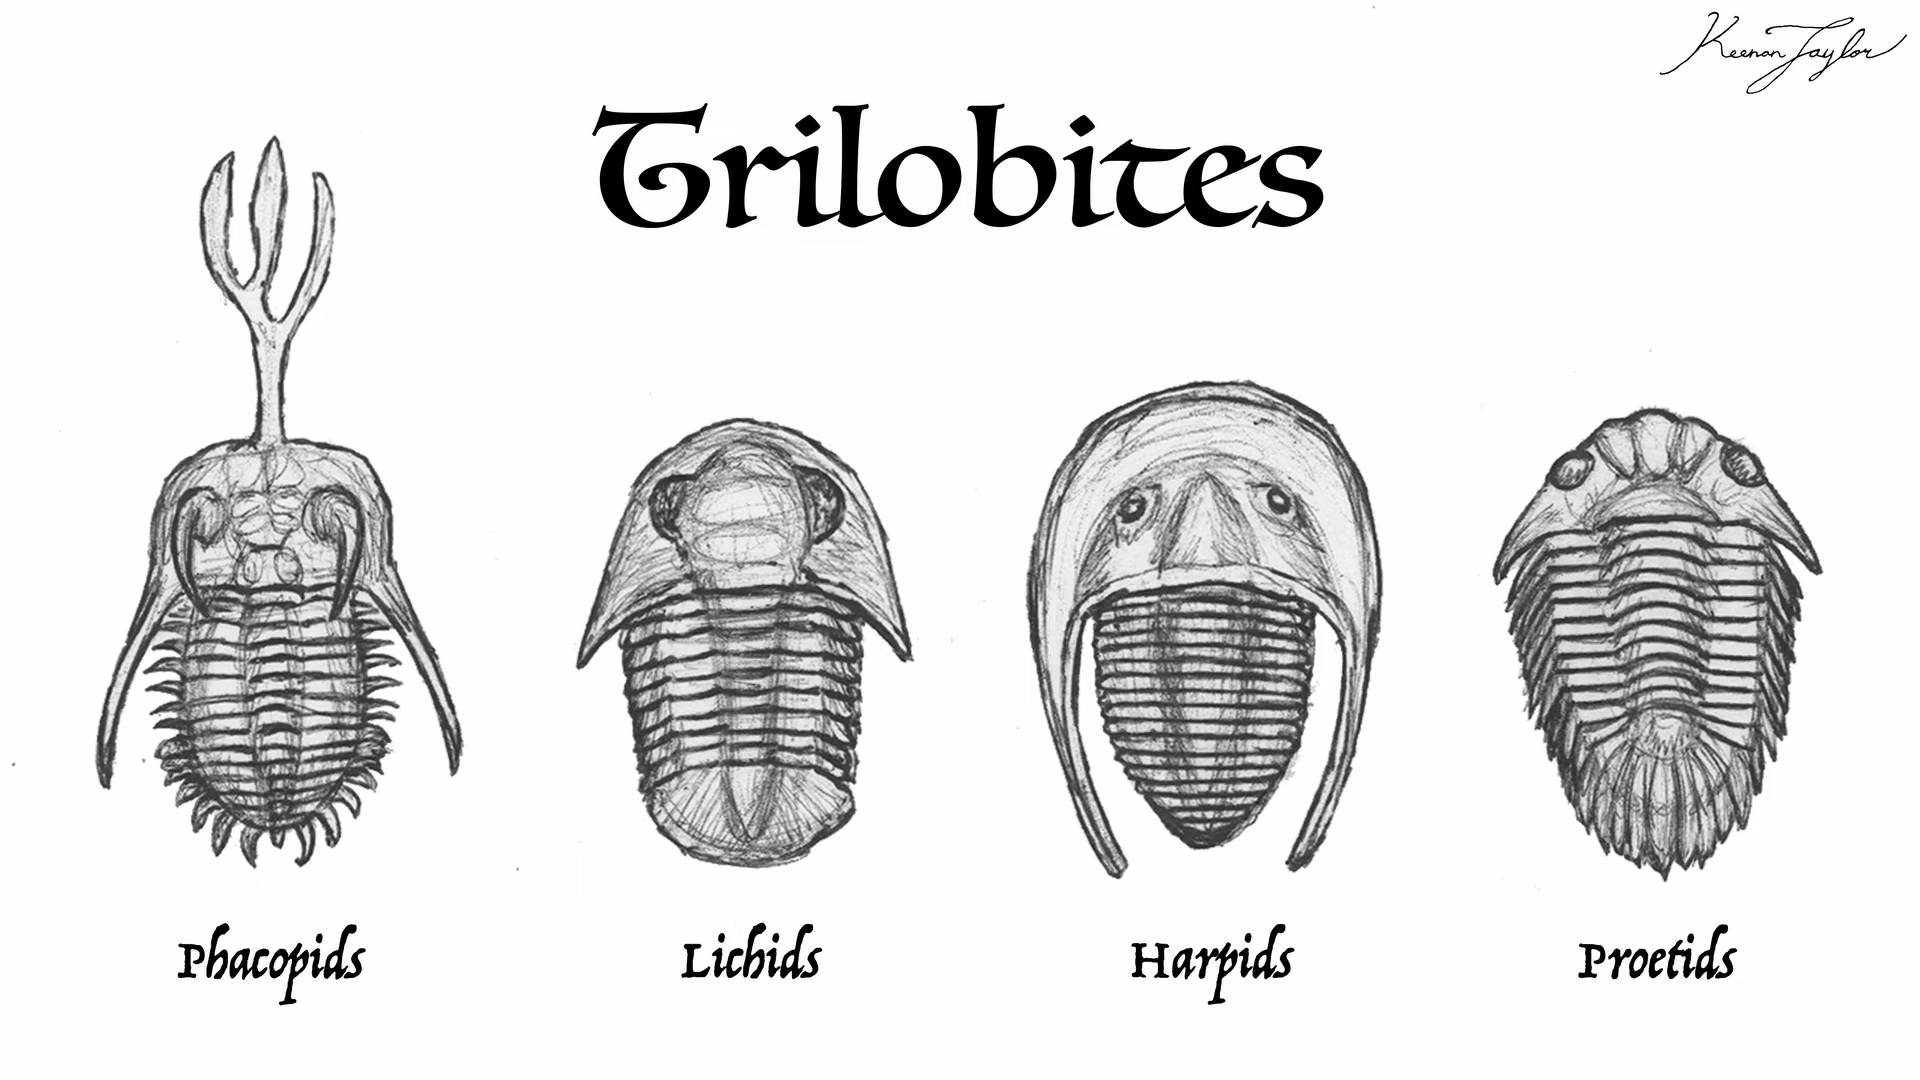 Keenan Taylor
Trilobites
Phacopids
Lichids
Harpids
Proetids